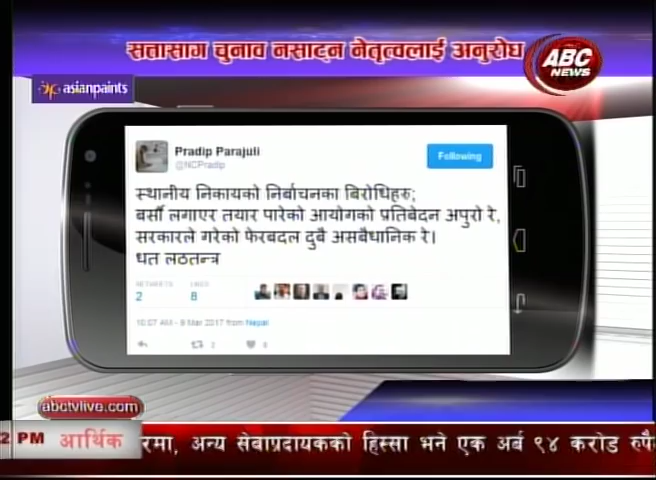 सत्तासाग चुनाव नसाट्न नेतृत्वलाई अनुरोध
ABC
NEWS
asianpaints
Pradip Parajuli
@NCPradip
Following
स्थानीय निकायको निर्बाचनका बिरोधिहरु;
बर्सौ लगाएर तयार पारेको आयोगको प्रतिबेदन अपुरो रे,
सरकारले गरेको फेरबदल दुबै असबैधानिक रे।
धत लठतन्त्र
RETWEETS LIKES
2 8
10:07 AM - 8 Mar 2017 from Nepal
2 8
abctvlive.com
2 PM आर्थिक रमा, अन्य सेबाप्रदायकको हिस्सा भने एक अर्ब ९४ करोड रुपै